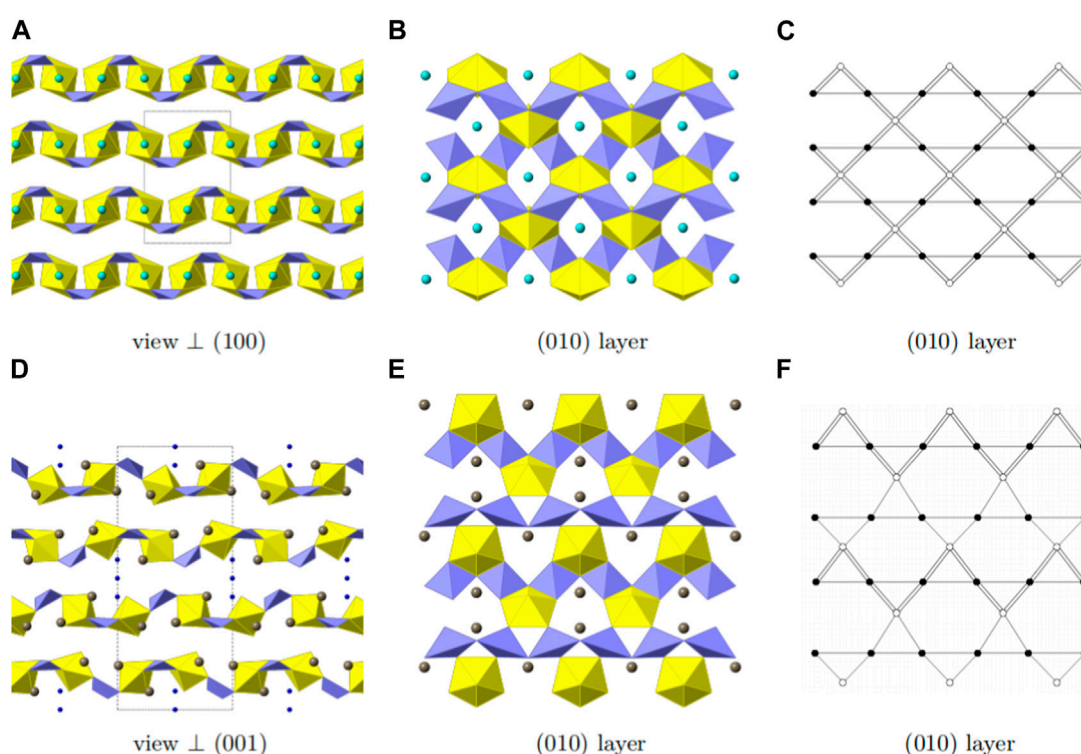 A
B
C
view ⊥ (100)
(010) layer
(010) layer
D
E
F
view ⊥ (001)
(010) layer
(010) layer